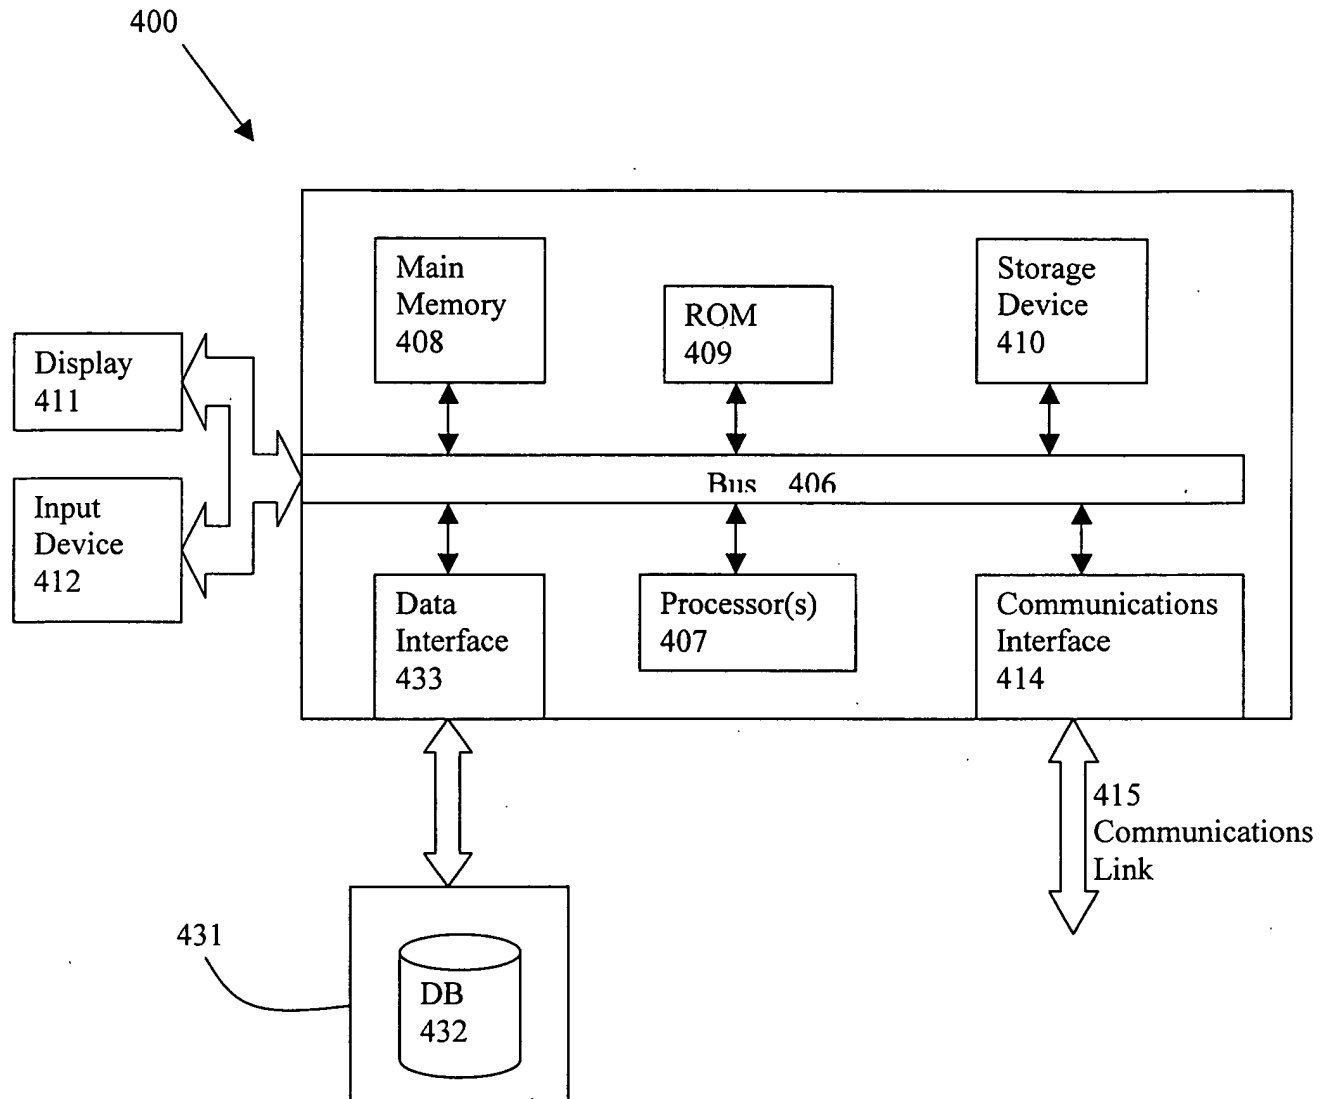 400
Main
Memory
408
ROM
409
Storage
Device
410
Display
411
Input
Device
412
Bus 406
Data
Interface
433
Processor(s)
407
Communications
Interface
414
415
Communications
Link
431
DB
432